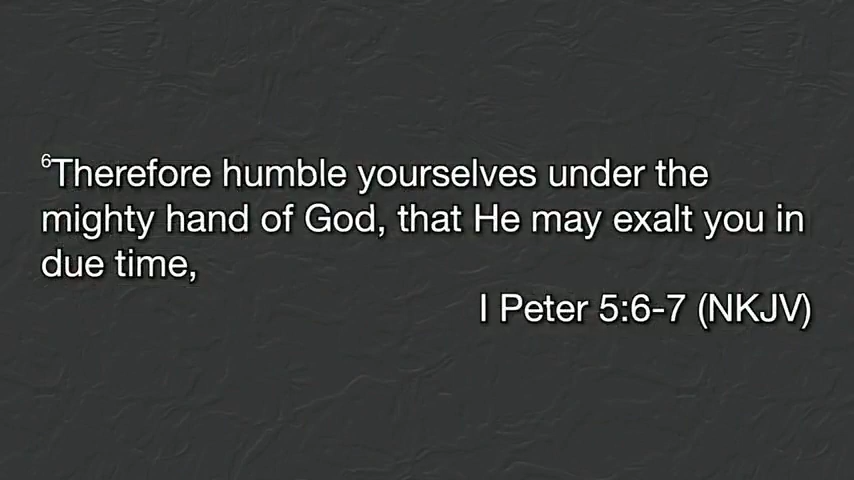 ⁶Therefore humble yourselves under the
mighty hand of God, that He may exalt you in
due time,
I Peter 5:6-7 (NKJV)